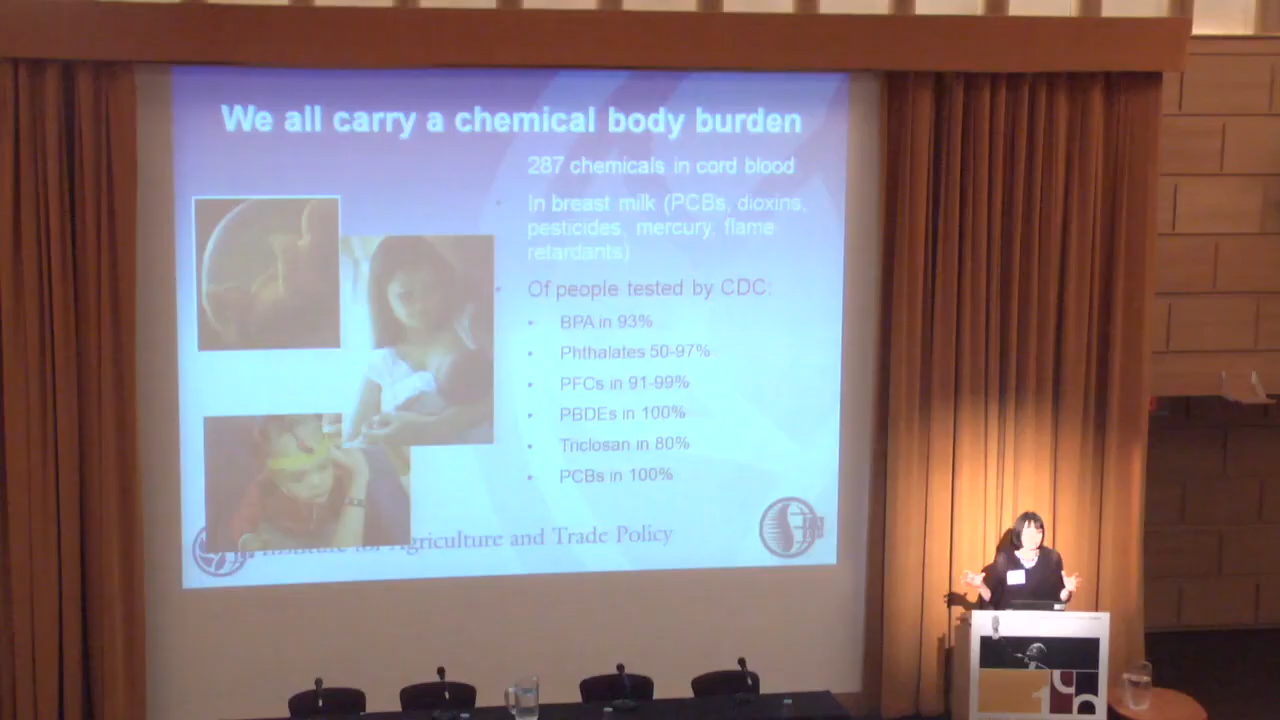 We all carry a chemical body burden
287 chemicals in cord blood
In breast milk (PCBs, dioxins,
pesticides, mercury, flame
retardants)
Of people tested by CDC:
BPA in 93%
Phthalates 50-97%
PFCs in 91-99%
PBDEs in 100%
Triclosan in 80%
PCBs in 100%
Agriculture and Trade Policy